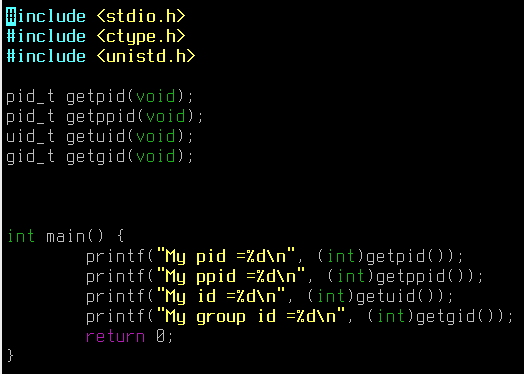 #include <stdio.h>
#include <ctype.h>
#include <unistd.h>
pid_t getpid(void);
pid_t getppid(void);
uid_t getuid(void);
gid_t getgid(void);
int main() {
        printf("My pid =%d\n", (int)getpid());
        printf("My ppid =%d\n", (int)getppid());
        printf("My id =%d\n", (int)getuid());
        printf("My group id =%d\n", (int)getgid());
        return 0;
}